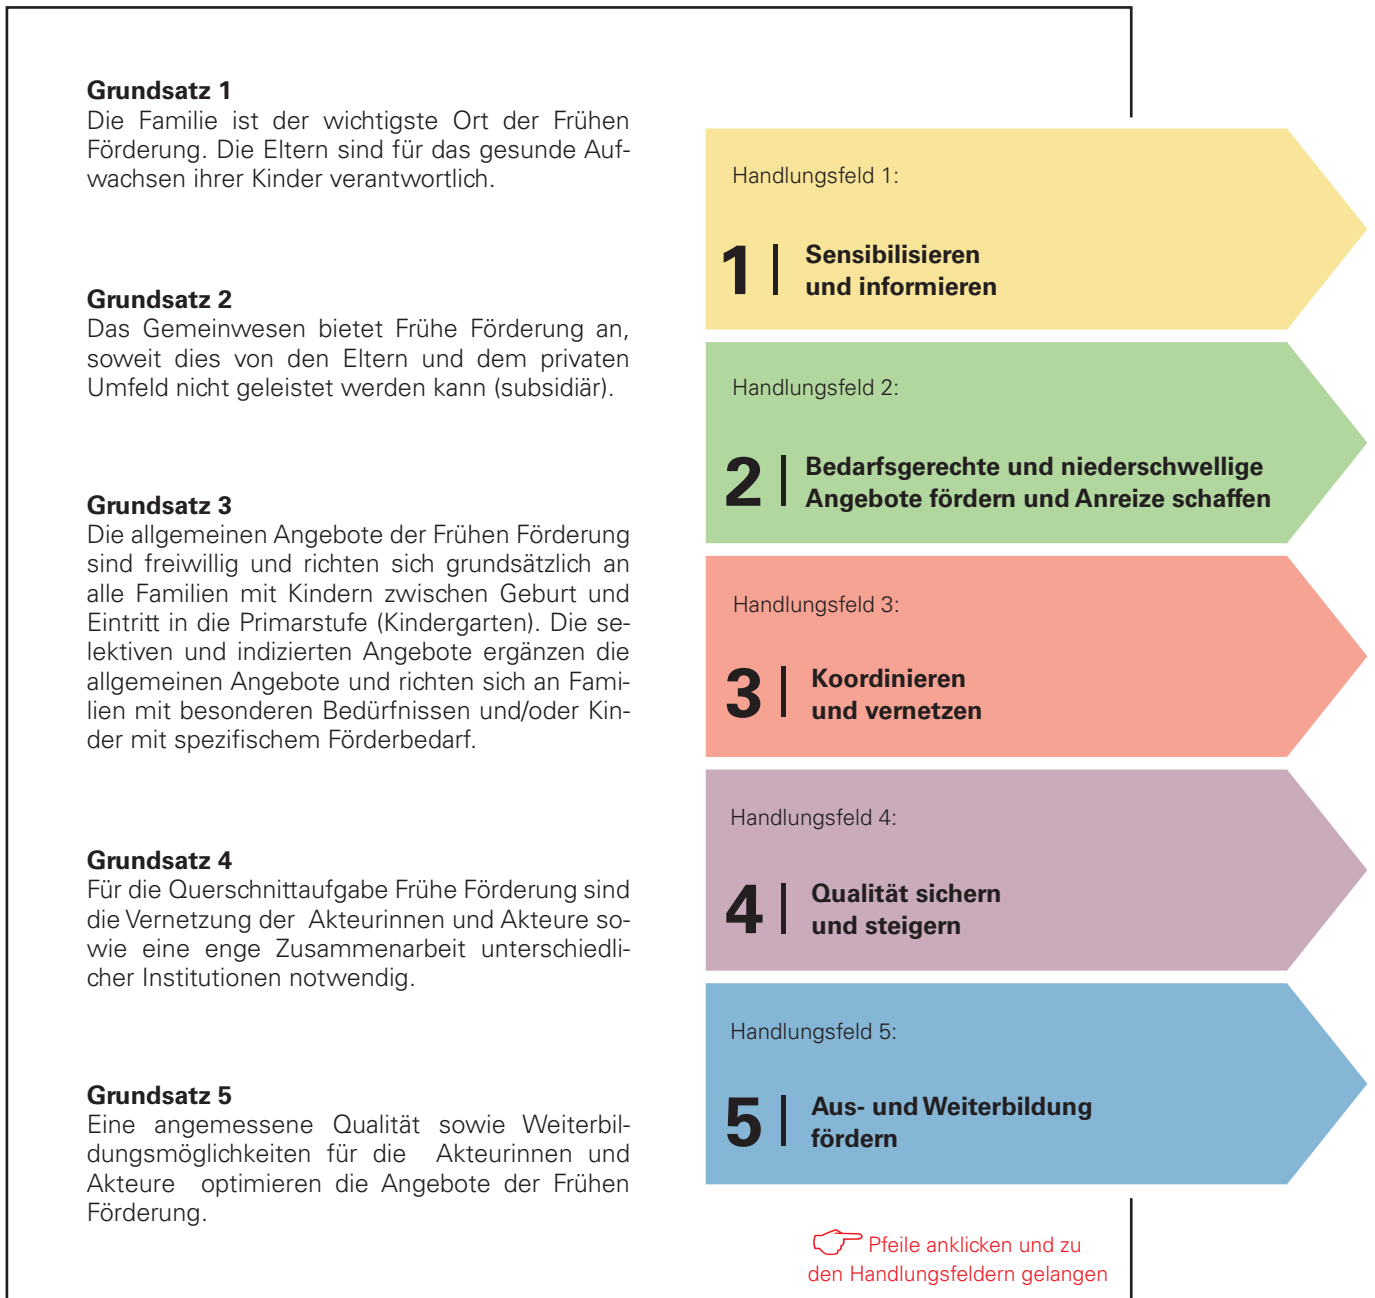 Grundsatz 1
Die Familie ist der wichtigste Ort der Frühen
Förderung. Die Eltern sind für das gesunde Auf-
wachsen ihrer Kinder verantwortlich.
Grundsatz 2
Das Gemeinwesen bietet Frühe Förderung an,
soweit dies von den Eltern und dem privaten
Umfeld nicht geleistet werden kann (subsidiär).
Grundsatz 3
Die allgemeinen Angebote der Frühen Förderung
sind freiwillig und richten sich grundsätzlich an
alle Familien mit Kindern zwischen Geburt und
Eintritt in die Primarstufe (Kindergarten). Die se-
lektiven und indizierten Angebote ergänzen die
allgemeinen Angebote und richten sich an Fami-
lien mit besonderen Bedürfnissen und/oder Kin-
der mit spezifischem Förderbedarf.
Grundsatz 4
Für die Querschnittaufgabe Frühe Förderung sind
die Vernetzung der Akteurinnen und Akteure so-
wie eine enge Zusammenarbeit unterschiedli-
cher Institutionen notwendig.
Grundsatz 5
Eine angemessene Qualität sowie Weiterbil-
dungsmöglichkeiten für die Akteurinnen und
Akteure optimieren die Angebote der Frühen
Förderung.
Handlungsfeld 1:
1 | Sensibilisieren
und informieren
Handlungsfeld 2:
2 | Bedarfsgerechte und niederschwellige
Angebote fördern und Anreize schaffen
Handlungsfeld 3:
3 | Koordinieren
und vernetzen
Handlungsfeld 4:
4 | Qualität sichern
und steigern
Handlungsfeld 5:
5 | Aus- und Weiterbildung
fördern
Pfeile anklicken und zu
den Handlungsfeldern gelangen